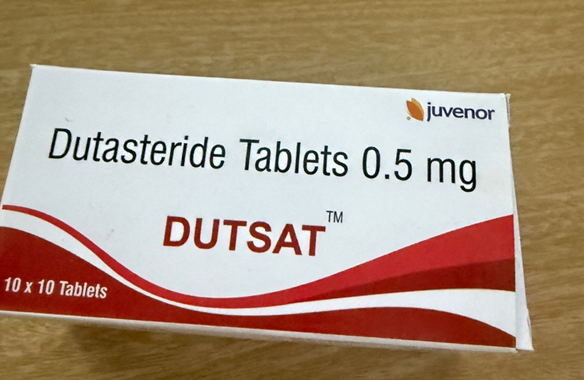 juvenor
Dutasteride Tablets 0.5 mg
DUTSAT™
10 x 10 Tablets